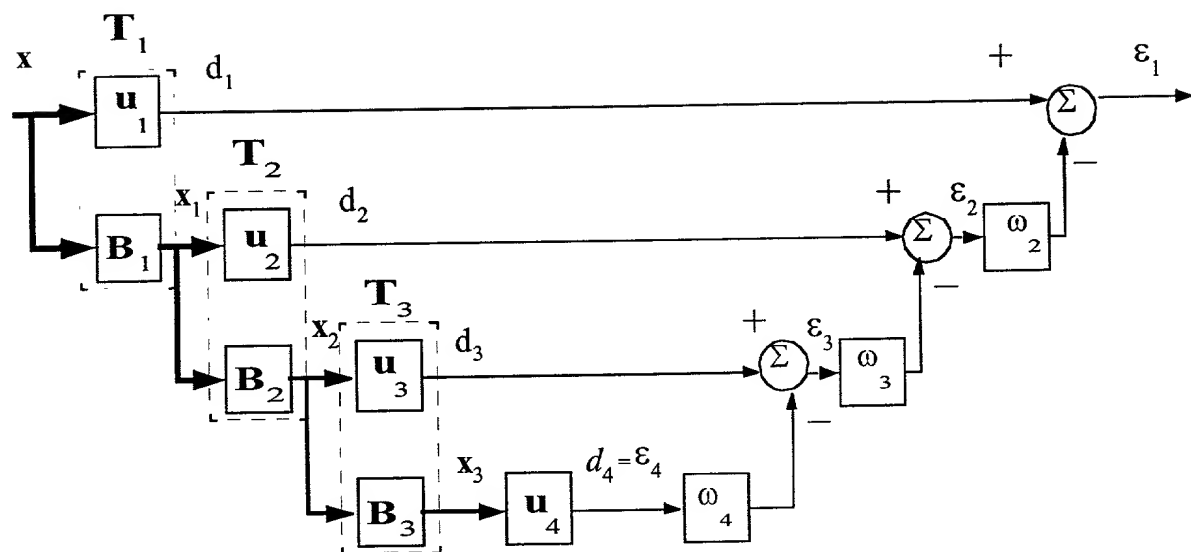 T₁
x d₁ + ε₁
u₁ Σ
T₂ −
x₁ d₂ + ε₂
B₁ u₂ Σ ω₂
T₃ −
x₂ d₃ + ε₃
B₂ u₃ Σ ω₃
−
x₃ d₄=ε₄
B₃ u₄ ω₄